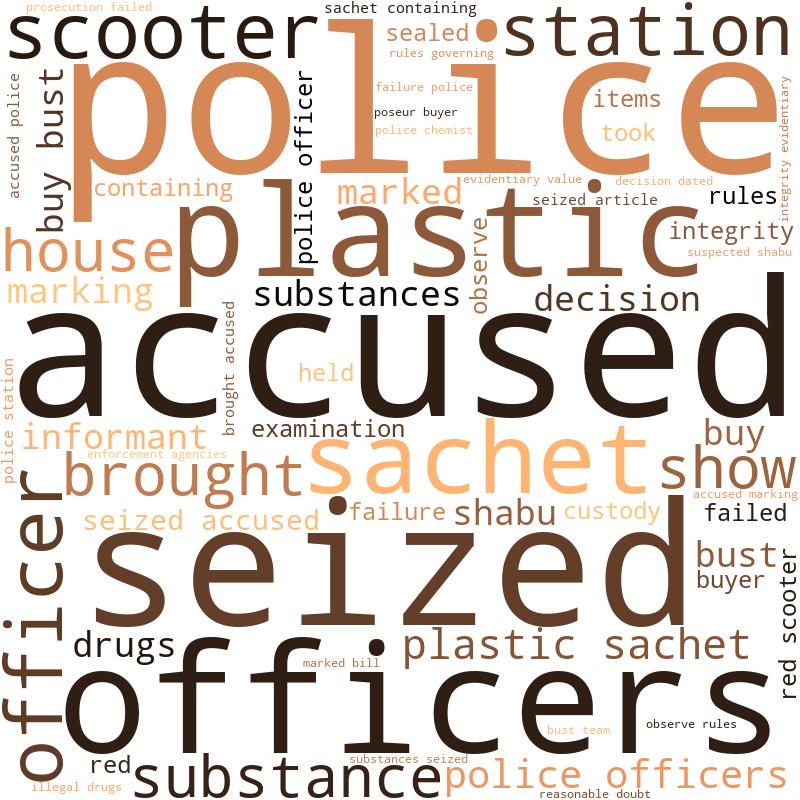 prosecution failed
sachet containing
scooter
sealed
station
rules governing
police
accused police
buy bust
police officer
failure police
poseur buyer
police chemist
items
took
integrity evidentiary
containing
marked
evidentiary value
decision dated
seized article
rules
plastic
observe
integrity
suspected shabu
house
marking
substances
decision
accused
brought accused
held
police station
informant
examination
buy
enforcement agencies
brought
sachet
show
accused marking
seized accused
failure
shabu
custody
failed
officer
seized
bust
buyer
red scooter
drugs
plastic sachet
marked bill
officers
observe rules
bust team
red
substance
substances seized
police officers
illegal drugs
reasonable doubt